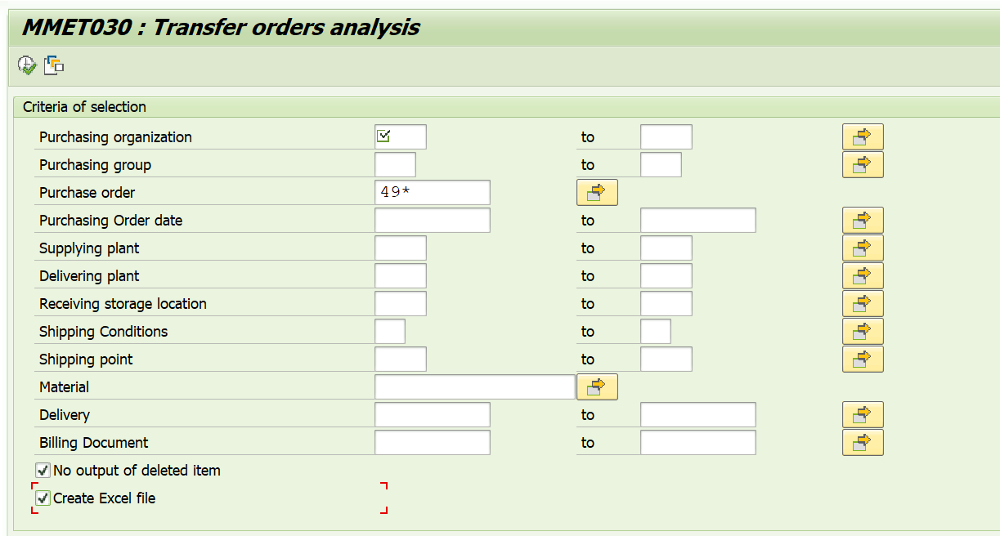 MMET030 : Transfer orders analysis
Criteria of selection
Purchasing organization to
Purchasing group to
Purchase order 49*
Purchasing Order date to
Supplying plant to
Delivering plant to
Receiving storage location to
Shipping Conditions to
Shipping point to
Material
Delivery to
Billing Document to
No output of deleted item
Create Excel file